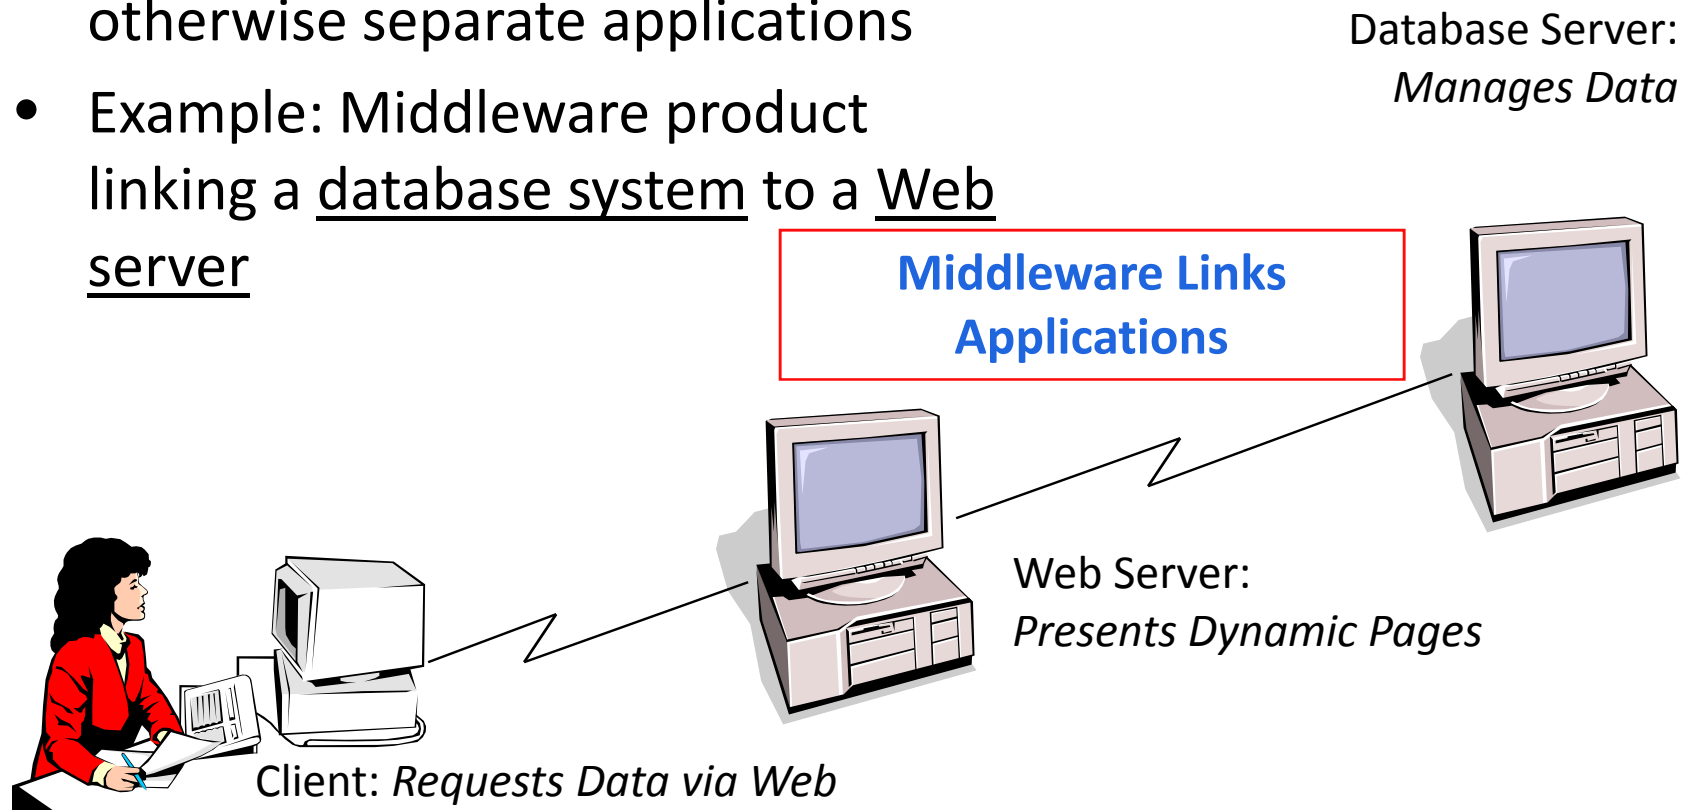 otherwise separate applications
• Example: Middleware product
linking a database system to a Web
server
Database Server:
Manages Data
Middleware Links
Applications
Web Server:
Presents Dynamic Pages
Client: Requests Data via Web